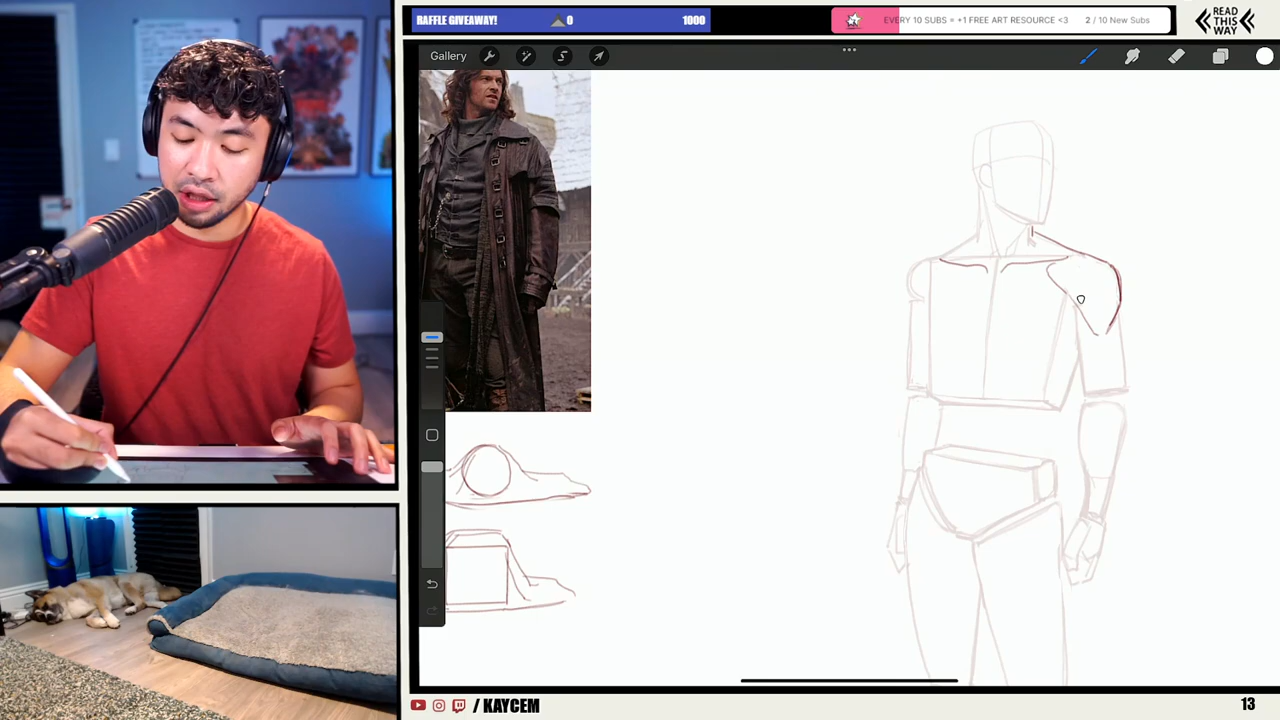 RAFFLE GIVEAWAY! 0 1000
EVERY 10 SUBS = +1 FREE ART RESOURCE <3 2 / 10 New Subs
READ
THIS
WAY
Gallery
/ KAYCEM
13